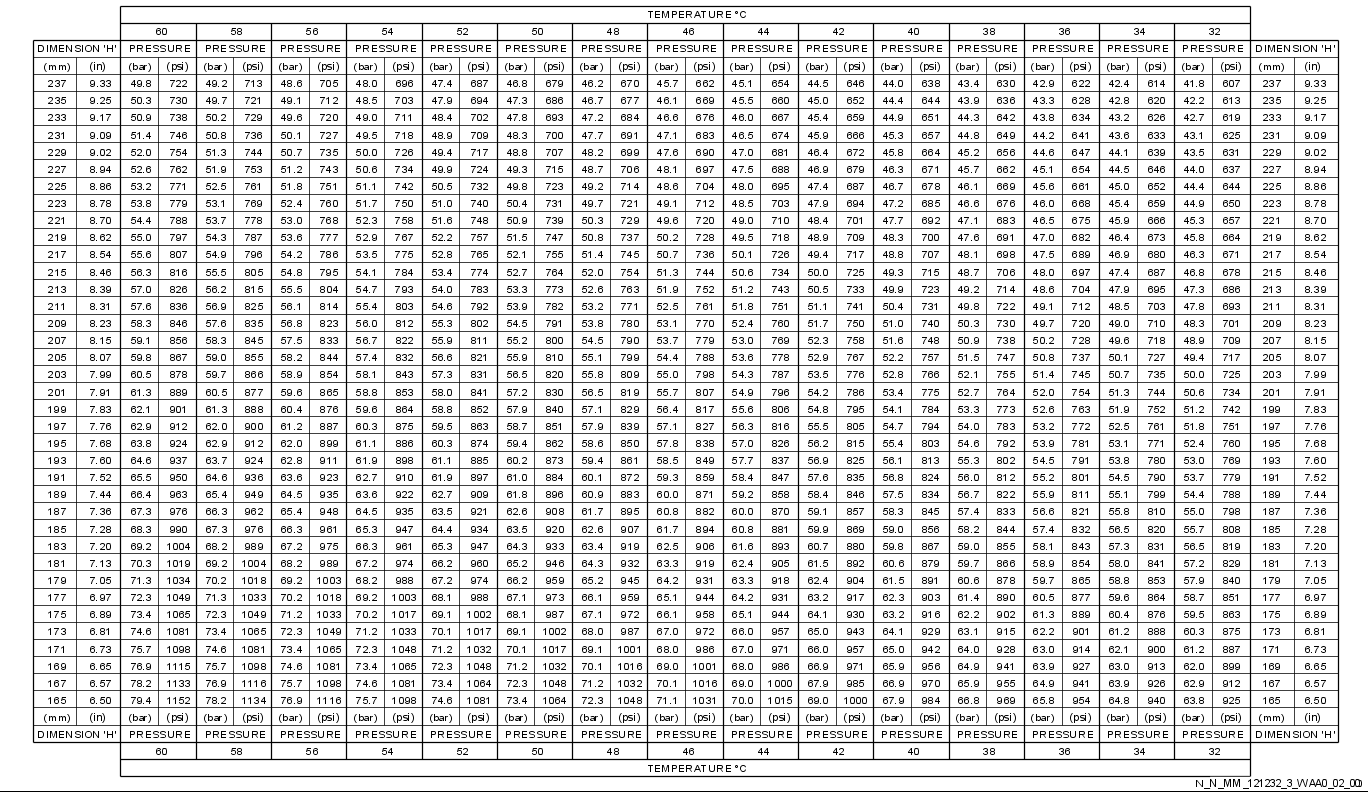 TEMPERATURE °C
60 58 56 54 52 50 48 46 44 42 40 38 36 34 32
DIMENSION 'H' PRESSURE PRESSURE PRESSURE PRESSURE PRESSURE PRESSURE PRESSURE PRESSURE PRESSURE PRESSURE PRESSURE PRESSURE PRESSURE PRESSURE PRESSURE DIMENSION 'H'
(mm) (in) (bar) (psi) (bar) (psi) (bar) (psi) (bar) (psi) (bar) (psi) (bar) (psi) (bar) (psi) (bar) (psi) (bar) (psi) (bar) (psi) (bar) (psi) (bar) (psi) (bar) (psi) (bar) (psi) (bar) (psi) (mm) (in)
237 9.33 49.8 722 49.2 713 48.6 705 48.0 696 47.4 687 46.8 679 46.2 670 45.7 662 45.1 654 44.5 646 44.0 638 43.4 630 42.9 622 42.4 614 41.8 607 237 9.33
235 9.25 50.3 730 49.7 721 49.1 712 48.5 703 47.9 694 47.3 686 46.7 677 46.1 669 45.5 660 45.0 652 44.4 644 43.9 636 43.3 628 42.8 620 42.2 613 235 9.25
233 9.17 50.9 738 50.2 729 49.6 720 49.0 711 48.4 702 47.8 693 47.2 684 46.6 676 46.0 667 45.4 659 44.9 651 44.3 642 43.8 634 43.2 626 42.7 619 233 9.17
231 9.09 51.4 746 50.8 736 50.1 727 49.5 718 48.9 709 48.3 700 47.7 691 47.1 683 46.5 674 45.9 666 45.3 657 44.8 649 44.2 641 43.6 633 43.1 625 231 9.09
229 9.02 52.0 754 51.3 744 50.7 735 50.0 726 49.4 717 48.8 707 48.2 699 47.6 690 47.0 681 46.4 672 45.8 664 45.2 656 44.6 647 44.1 639 43.5 631 229 9.02
227 8.94 52.6 762 51.9 753 51.2 743 50.6 734 49.9 724 49.3 715 48.7 706 48.1 697 47.5 688 46.9 679 46.3 671 45.7 662 45.1 654 44.5 646 44.0 637 227 8.94
225 8.86 53.2 771 52.5 761 51.8 751 51.1 742 50.5 732 49.8 723 49.2 714 48.6 704 48.0 695 47.4 687 46.7 678 46.1 669 45.6 661 45.0 652 44.4 644 225 8.86
223 8.78 53.8 779 53.1 769 52.4 760 51.7 750 51.0 740 50.4 731 49.7 721 49.1 712 48.5 703 47.9 694 47.2 685 46.6 676 46.0 668 45.4 659 44.9 650 223 8.78
221 8.70 54.4 788 53.7 778 53.0 768 52.3 758 51.6 748 50.9 739 50.3 729 49.6 720 49.0 710 48.4 701 47.7 692 47.1 683 46.5 675 45.9 666 45.3 657 221 8.70
219 8.62 55.0 797 54.3 787 53.6 777 52.9 767 52.2 757 51.5 747 50.8 737 50.2 728 49.5 718 48.9 709 48.3 700 47.6 691 47.0 682 46.4 673 45.8 664 219 8.62
217 8.54 55.6 807 54.9 796 54.2 786 53.5 775 52.8 765 52.1 755 51.4 745 50.7 736 50.1 726 49.4 717 48.8 707 48.1 698 47.5 689 46.9 680 46.3 671 217 8.54
215 8.46 56.3 816 55.5 805 54.8 795 54.1 784 53.4 774 52.7 764 52.0 754 51.3 744 50.6 734 50.0 725 49.3 715 48.7 706 48.0 697 47.4 687 46.8 678 215 8.46
213 8.39 57.0 826 56.2 815 55.5 804 54.7 793 54.0 783 53.3 773 52.6 763 51.9 752 51.2 743 50.5 733 49.9 723 49.2 714 48.6 704 47.9 695 47.3 686 213 8.39
211 8.31 57.6 836 56.9 825 56.1 814 55.4 803 54.6 792 53.9 782 53.2 771 52.5 761 51.8 751 51.1 741 50.4 731 49.8 722 49.1 712 48.5 703 47.8 693 211 8.31
209 8.23 58.3 846 57.6 835 56.8 823 56.0 812 55.3 802 54.5 791 53.8 780 53.1 770 52.4 760 51.7 750 51.0 740 50.3 730 49.7 720 49.0 710 48.3 701 209 8.23
207 8.15 59.1 856 58.3 845 57.5 833 56.7 822 55.9 811 55.2 800 54.5 790 53.7 779 53.0 769 52.3 758 51.6 748 50.9 738 50.2 728 49.6 718 48.9 709 207 8.15
205 8.07 59.8 867 59.0 855 58.2 844 57.4 832 56.6 821 55.9 810 55.1 799 54.4 788 53.6 778 52.9 767 52.2 757 51.5 747 50.8 737 50.1 727 49.4 717 205 8.07
203 7.99 60.5 878 59.7 866 58.9 854 58.1 843 57.3 831 56.5 820 55.8 809 55.0 798 54.3 787 53.5 776 52.8 766 52.1 755 51.4 745 50.7 735 50.0 725 203 7.99
201 7.91 61.3 889 60.5 877 59.6 865 58.8 853 58.0 841 57.2 830 56.5 819 55.7 807 54.9 796 54.2 786 53.4 775 52.7 764 52.0 754 51.3 744 50.6 734 201 7.91
199 7.83 62.1 901 61.3 888 60.4 876 59.6 864 58.8 852 57.9 840 57.1 829 56.4 817 55.6 806 54.8 795 54.1 784 53.3 773 52.6 763 51.9 752 51.2 742 199 7.83
197 7.76 62.9 912 62.0 900 61.2 887 60.3 875 59.5 863 58.7 851 57.9 839 57.1 827 56.3 816 55.5 805 54.7 794 54.0 783 53.2 772 52.5 761 51.8 751 197 7.76
195 7.68 63.8 924 62.9 912 62.0 899 61.1 886 60.3 874 59.4 862 58.6 850 57.8 838 57.0 826 56.2 815 55.4 803 54.6 792 53.9 781 53.1 771 52.4 760 195 7.68
193 7.60 64.6 937 63.7 924 62.8 911 61.9 898 61.1 885 60.2 873 59.4 861 58.5 849 57.7 837 56.9 825 56.1 813 55.3 802 54.5 791 53.8 780 53.0 769 193 7.60
191 7.52 65.5 950 64.6 936 63.6 923 62.7 910 61.9 897 61.0 884 60.1 872 59.3 859 58.4 847 57.6 835 56.8 824 56.0 812 55.2 801 54.5 790 53.7 779 191 7.52
189 7.44 66.4 963 65.4 949 64.5 935 63.6 922 62.7 909 61.8 896 60.9 883 60.0 871 59.2 858 58.4 846 57.5 834 56.7 822 55.9 811 55.1 799 54.4 788 189 7.44
187 7.36 67.3 976 66.3 962 65.4 948 64.5 935 63.5 921 62.6 908 61.7 895 60.8 882 60.0 870 59.1 857 58.3 845 57.4 833 56.6 821 55.8 810 55.0 798 187 7.36
185 7.28 68.3 990 67.3 976 66.3 961 65.3 947 64.4 934 63.5 920 62.6 907 61.7 894 60.8 881 59.9 869 59.0 856 58.2 844 57.4 832 56.5 820 55.7 808 185 7.28
183 7.20 69.2 1004 68.2 989 67.2 975 66.3 961 65.3 947 64.3 933 63.4 919 62.5 906 61.6 893 60.7 880 59.8 867 59.0 855 58.1 843 57.3 831 56.5 819 183 7.20
181 7.13 70.3 1019 69.2 1004 68.2 989 67.2 974 66.2 960 65.2 946 64.3 932 63.3 919 62.4 905 61.5 892 60.6 879 59.7 866 58.9 854 58.0 841 57.2 829 181 7.13
179 7.05 71.3 1034 70.2 1018 69.2 1003 68.2 988 67.2 974 66.2 959 65.2 945 64.2 931 63.3 918 62.4 904 61.5 891 60.6 878 59.7 865 58.8 853 57.9 840 179 7.05
177 6.97 72.3 1049 71.3 1033 70.2 1018 69.2 1003 68.1 988 67.1 973 66.1 959 65.1 944 64.2 931 63.2 917 62.3 903 61.4 890 60.5 877 59.6 864 58.7 851 177 6.97
175 6.89 73.4 1065 72.3 1049 71.2 1033 70.2 1017 69.1 1002 68.1 987 67.1 972 66.1 958 65.1 944 64.1 930 63.2 916 62.2 902 61.3 889 60.4 876 59.5 863 175 6.89
173 6.81 74.6 1081 73.4 1065 72.3 1049 71.2 1033 70.1 1017 69.1 1002 68.0 987 67.0 972 66.0 957 65.0 943 64.1 929 63.1 915 62.2 901 61.2 888 60.3 875 173 6.81
171 6.73 75.7 1098 74.6 1081 73.4 1065 72.3 1048 71.2 1032 70.1 1017 69.1 1001 68.0 986 67.0 971 66.0 957 65.0 942 64.0 928 63.0 914 62.1 900 61.2 887 171 6.73
169 6.65 76.9 1115 75.7 1098 74.6 1081 73.4 1065 72.3 1048 71.2 1032 70.1 1016 69.0 1001 68.0 986 66.9 971 65.9 956 64.9 941 63.9 927 63.0 913 62.0 899 169 6.65
167 6.57 78.2 1133 76.9 1116 75.7 1098 74.6 1081 73.4 1064 72.3 1048 71.2 1032 70.1 1016 69.0 1000 67.9 985 66.9 970 65.9 955 64.9 941 63.9 926 62.9 912 167 6.57
165 6.50 79.4 1152 78.2 1134 76.9 1116 75.7 1098 74.6 1081 73.4 1064 72.3 1048 71.1 1031 70.0 1015 69.0 1000 67.9 984 66.8 969 65.8 954 64.8 940 63.8 925 165 6.50
(mm) (in) (bar) (psi) (bar) (psi) (bar) (psi) (bar) (psi) (bar) (psi) (bar) (psi) (bar) (psi) (bar) (psi) (bar) (psi) (bar) (psi) (bar) (psi) (bar) (psi) (bar) (psi) (bar) (psi) (bar) (psi) (mm) (in)
DIMENSION 'H' PRESSURE PRESSURE PRESSURE PRESSURE PRESSURE PRESSURE PRESSURE PRESSURE PRESSURE PRESSURE PRESSURE PRESSURE PRESSURE PRESSURE PRESSURE DIMENSION 'H'
60 58 56 54 52 50 48 46 44 42 40 38 36 34 32
TEMPERATURE °C
N_N_MM_121232_3_WAA0_02_00